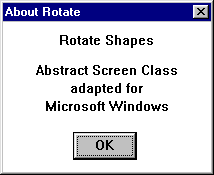 About Rotate
Rotate Shapes
Abstract Screen Class
adapted for
Microsoft Windows
OK